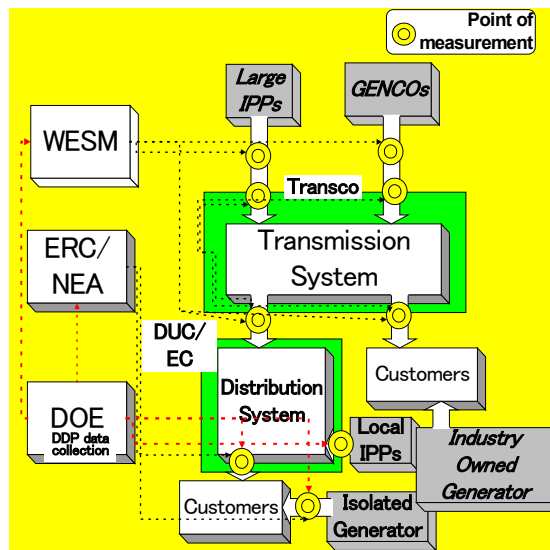 Point of
measurement
Large
IPPs
GENCOs
WESM
Transco
Transmission
System
ERC/
NEA
DUC/
EC
Distribution
System
Customers
DOE
DDP data
collection
Local
IPPs
Industry
Owned
Generator
Customers
Isolated
Generator